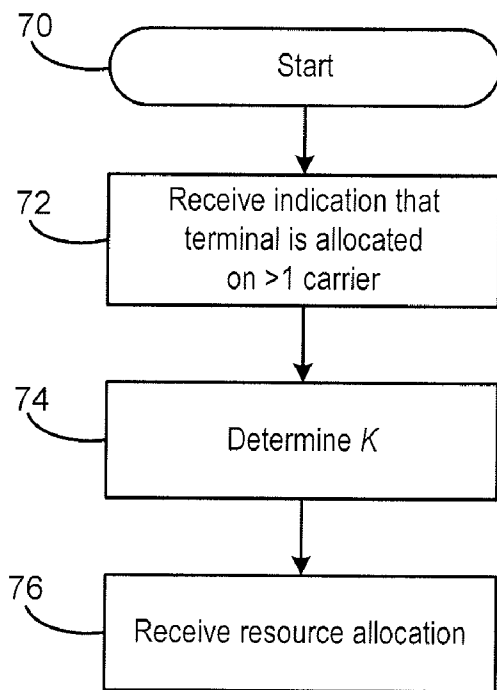 70
Start
72
Receive indication that
terminal is allocated
on >1 carrier
74
Determine K
76
Receive resource allocation